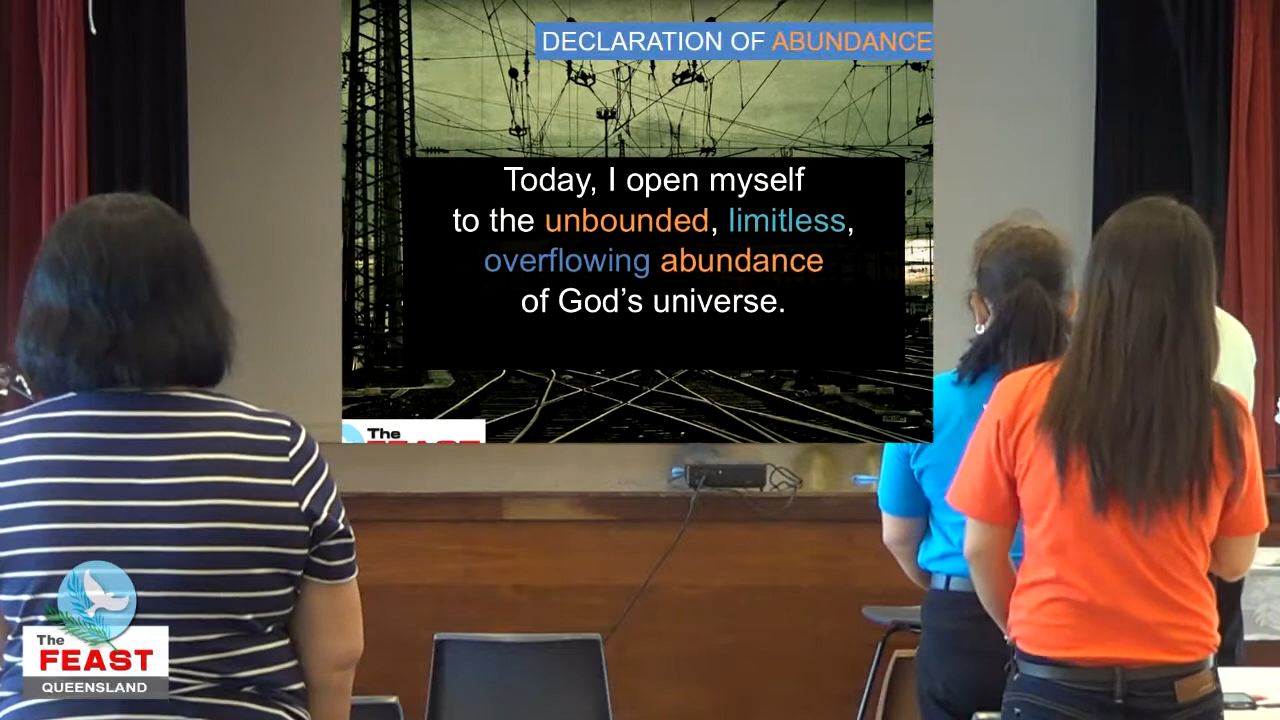 DECLARATION OF ABUNDANCE
Today, I open myself
to the unbounded, limitless,
overflowing abundance
of God’s universe.
The
FEAST
The
FEAST
QUEENSLAND